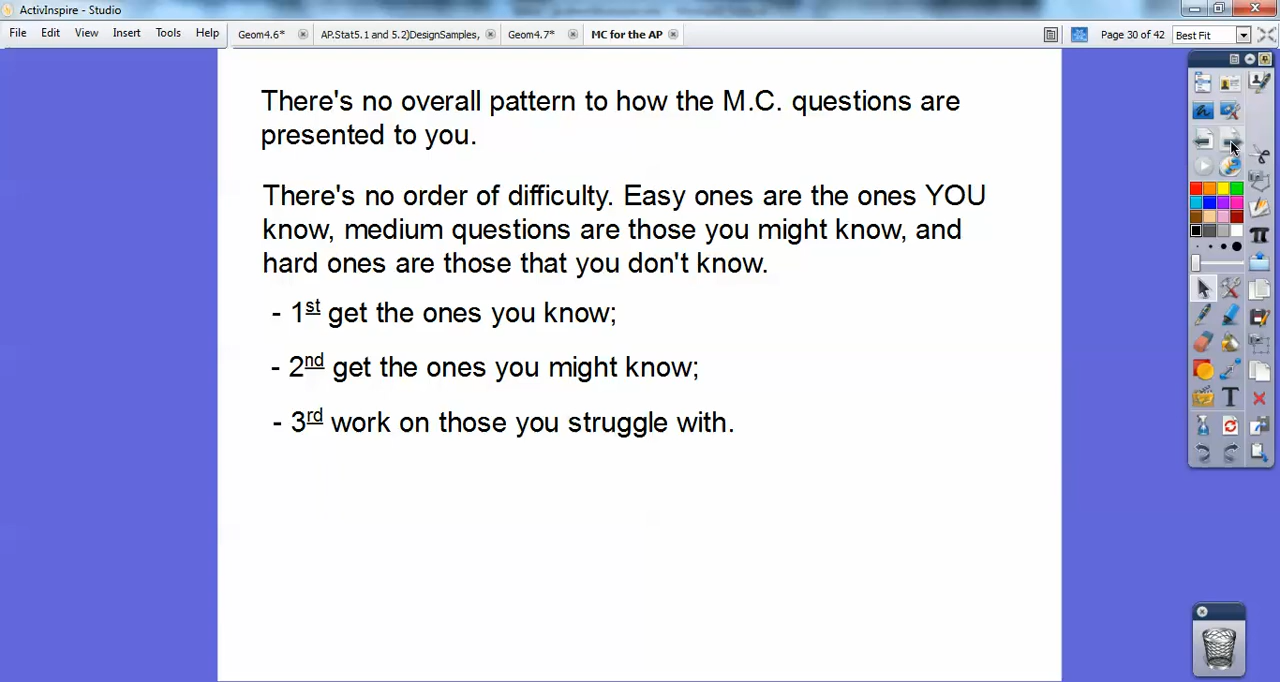 ActivInspire - Studio
File Edit View Insert Tools Help
Geom4.6* AP.Stat5.1 and 5.2)DesignSamples, Geom4.7* MC for the AP
Page 30 of 42 Best Fit
There's no overall pattern to how the M.C. questions are
presented to you.
There's no order of difficulty. Easy ones are the ones YOU
know, medium questions are those you might know, and
hard ones are those that you don't know.
- 1st get the ones you know;
- 2nd get the ones you might know;
- 3rd work on those you struggle with.